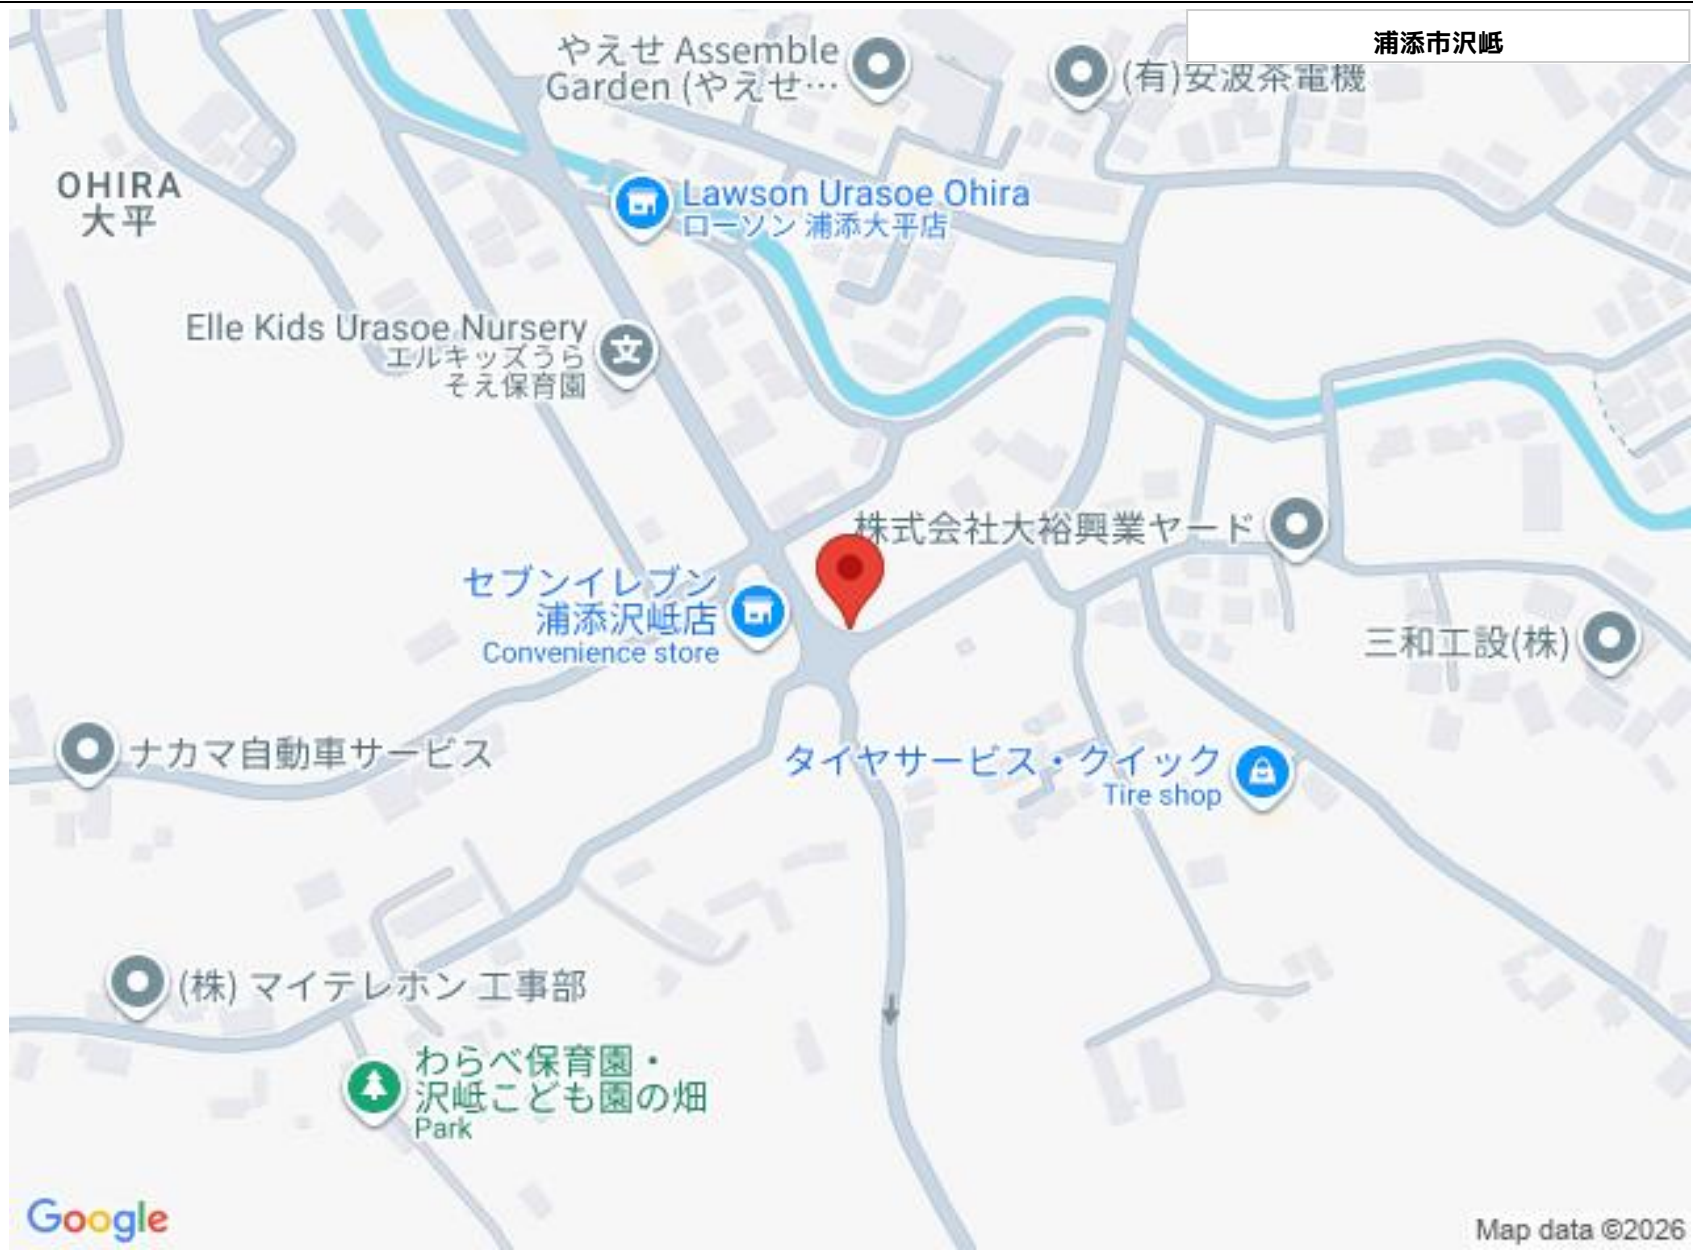 浦添市沢岻
やえせ Assemble
Garden (やえせ…
(有)安波茶電機
OHIRA
大平
Lawson Urasoe Ohira
ローソン 浦添大平店
Elle Kids Urasoe Nursery
エルキッズうら
そえ保育園
株式会社大裕興業ヤード
セブンイレブン
浦添沢岻店
Convenience store
三和工設(株)
ナカマ自動車サービス
タイヤサービス・クイック
Tire shop
(株) マイテレホン 工事部
わらべ保育園・
沢岻こども園の畑
Park
Google
Map data ©2026